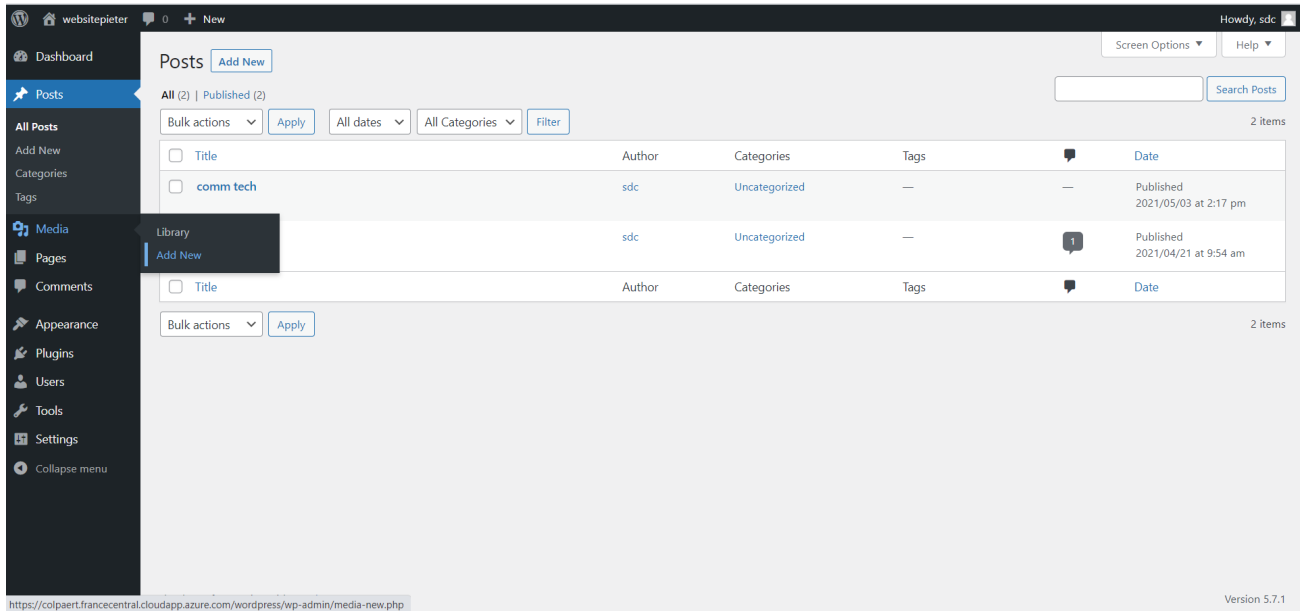 websitepieter 0 New Howdy, sdc
Screen Options ▼ Help ▼
Dashboard
Posts
All Posts
Add New
Categories
Tags
Media
Library
Add New
Pages
Comments
Appearance
Plugins
Users
Tools
Settings
Collapse menu
Posts Add New
All (2) | Published (2)
Search Posts
Bulk actions Apply All dates All Categories Filter 2 items
Title Author Categories Tags Date
comm tech sdc Uncategorized — — Published
2021/05/03 at 2:17 pm
sdc Uncategorized — 1 Published
2021/04/21 at 9:54 am
Title Author Categories Tags Date
Bulk actions Apply 2 items
https://colpaert.francecentral.cloudapp.azure.com/wordpress/wp-admin/media-new.php
Version 5.7.1